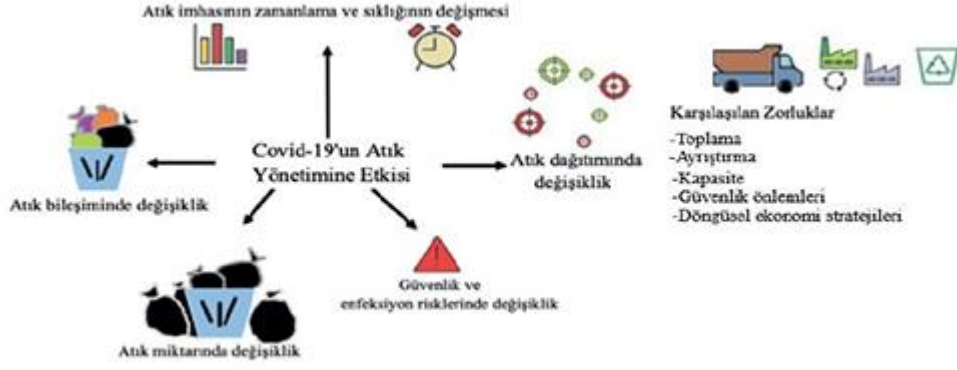 Atık imhasının zamanlama ve sıklığının değişmesi
Covid-19'un Atık
Yönetimine Etkisi
Atık bileşiminde değişiklik
Atık dağıtımında
değişiklik
Güvenlik ve
enfeksiyon risklerinde değişiklik
Atık miktarında değişiklik
Karşılaşılan Zorluklar
-Toplama
-Ayrıştırma
-Kapasite
-Güvenlik önlemleri
-Döngüsel ekonomi stratejileri